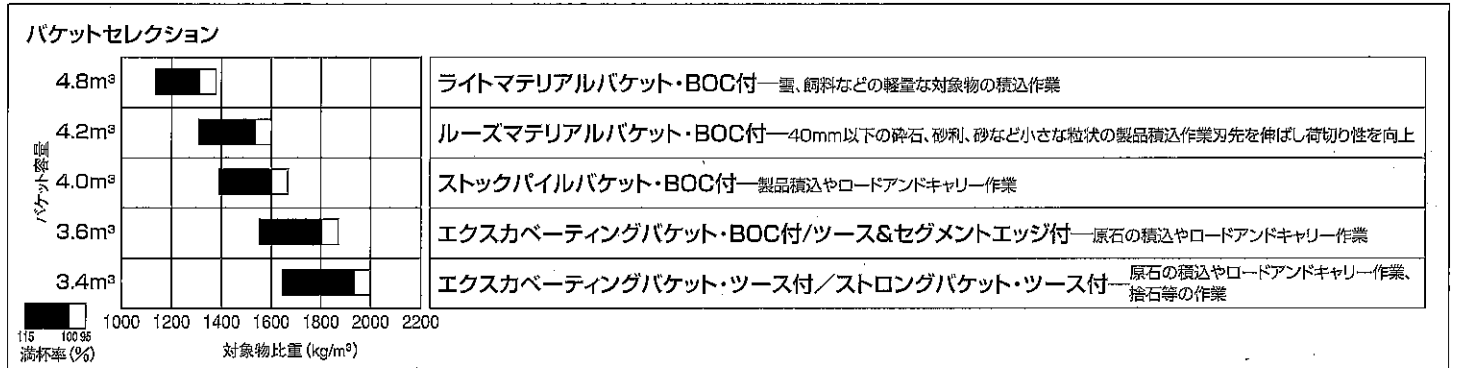 バケットセレクション
バケット容量
4.8m³
ライトマテリアルバケット・BOC付―雪、飼料などの軽量な対象物の積込作業
4.2m³
ルーズマテリアルバケット・BOC付―40mm以下の砕石、砂利、砂など小さな粒状の製品積込作業刃先を伸ばし荷切り性を向上
4.0m³
ストックパイルバケット・BOC付―製品積込やロードアンドキャリー作業
3.6m³
エクスカベーティングバケット・BOC付/ツース&セグメントエッジ付―原石の積込やロードアンドキャリー作業
3.4m³
エクスカベーティングバケット・ツース付／ストロングバケット・ツース付―原石の積込やロードアンドキャリー作業、
捨石等の作業
1000 1200 1400 1600 1800 2000 2200
対象物比重(kg/m³)
115 100 95
満杯率(%)